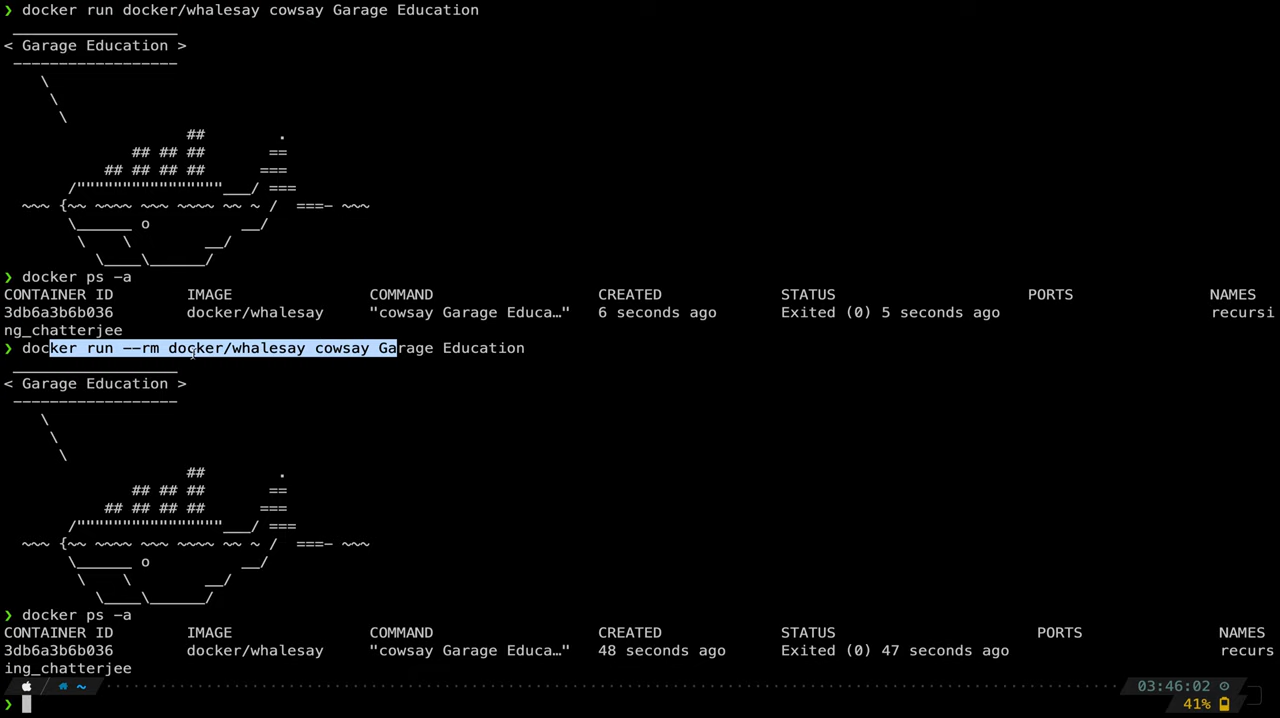 ❯ docker run docker/whalesay cowsay Garage Education
 __________________
< Garage Education >
 ------------------
    \
     \
      \
                    ##         .
              ## ## ##        ==
           ## ## ## ##       ===
       /""""""""""""""""\___/ ===
  ~~~ {~~ ~~~~ ~~~ ~~~~ ~~ ~ /  ===- ~~~
       \______ o          __/
        \    \         __/
          \____\______/
❯ docker ps -a
CONTAINER ID        IMAGE               COMMAND                  CREATED             STATUS                     PORTS               NAMES
3db6a3b6b036        docker/whalesay     "cowsay Garage Educa…"   6 seconds ago       Exited (0) 5 seconds ago                       recursi
ng_chatterjee
❯ docker run --rm docker/whalesay cowsay Garage Education
 __________________
< Garage Education >
 ------------------
    \
     \
      \
                    ##         .
              ## ## ##        ==
           ## ## ## ##       ===
       /""""""""""""""""\___/ ===
  ~~~ {~~ ~~~~ ~~~ ~~~~ ~~ ~ /  ===- ~~~
       \______ o          __/
        \    \         __/
          \____\______/
❯ docker ps -a
CONTAINER ID        IMAGE               COMMAND                  CREATED             STATUS                      PORTS               NAMES
3db6a3b6b036        docker/whalesay     "cowsay Garage Educa…"   48 seconds ago      Exited (0) 47 seconds ago                       recurs
ing_chatterjee
~ 03:46:02
❯ 41%